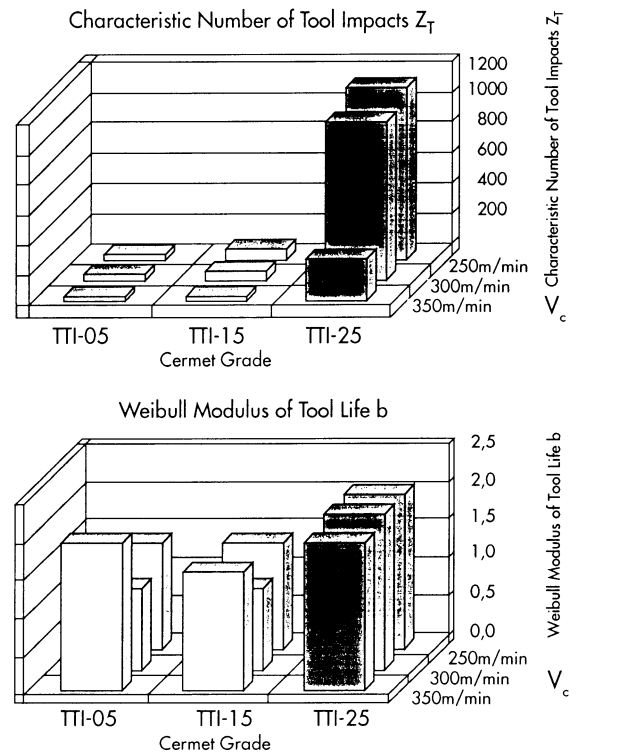 Characteristic Number of Tool Impacts Z_T
1200
1000
800
600
400
200
250m/min
300m/min
350m/min
Characteristic Number of Tool Impacts Z_T
V_c
TTI-05 TTI-15 TTI-25
Cermet Grade
Weibull Modulus of Tool Life b
2,5
2,0
1,5
1,0
0,5
0,0
250m/min
300m/min
350m/min
Weibull Modulus of Tool Life b
V_c
TTI-05 TTI-15 TTI-25
Cermet Grade